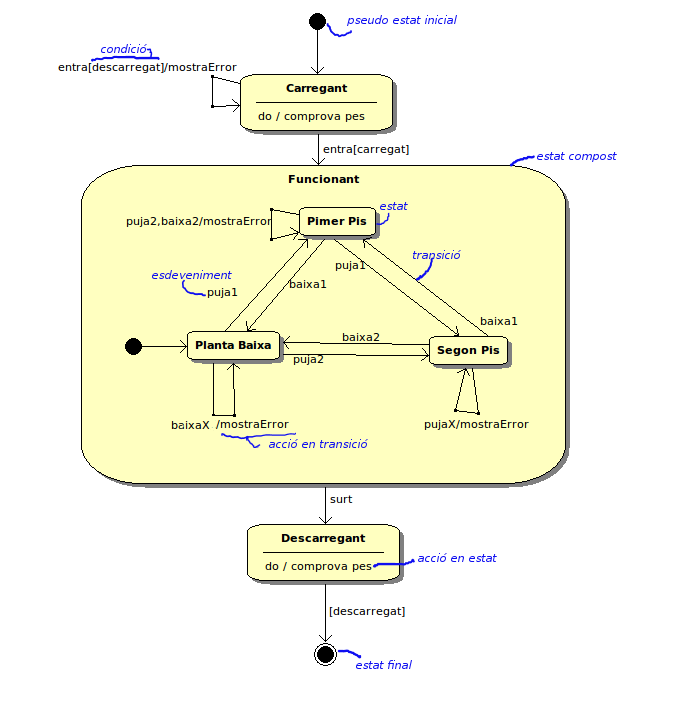 pseudo estat inicial
condició
entra[descarregat]/mostraError
Carregant
do / comprova pes
entra[carregat]
estat compost
Funcionant
estat
Pimer Pis
puja2,baixa2/mostraError
transició
puja1
esdeveniment
baixa1
puja1
baixa1
baixa2
Planta Baixa
Segon Pis
puja2
baixaX /mostraError
pujaX/mostraError
acció en transició
surt
Descarregant
acció en estat
do / comprova pes
[descarregat]
estat final